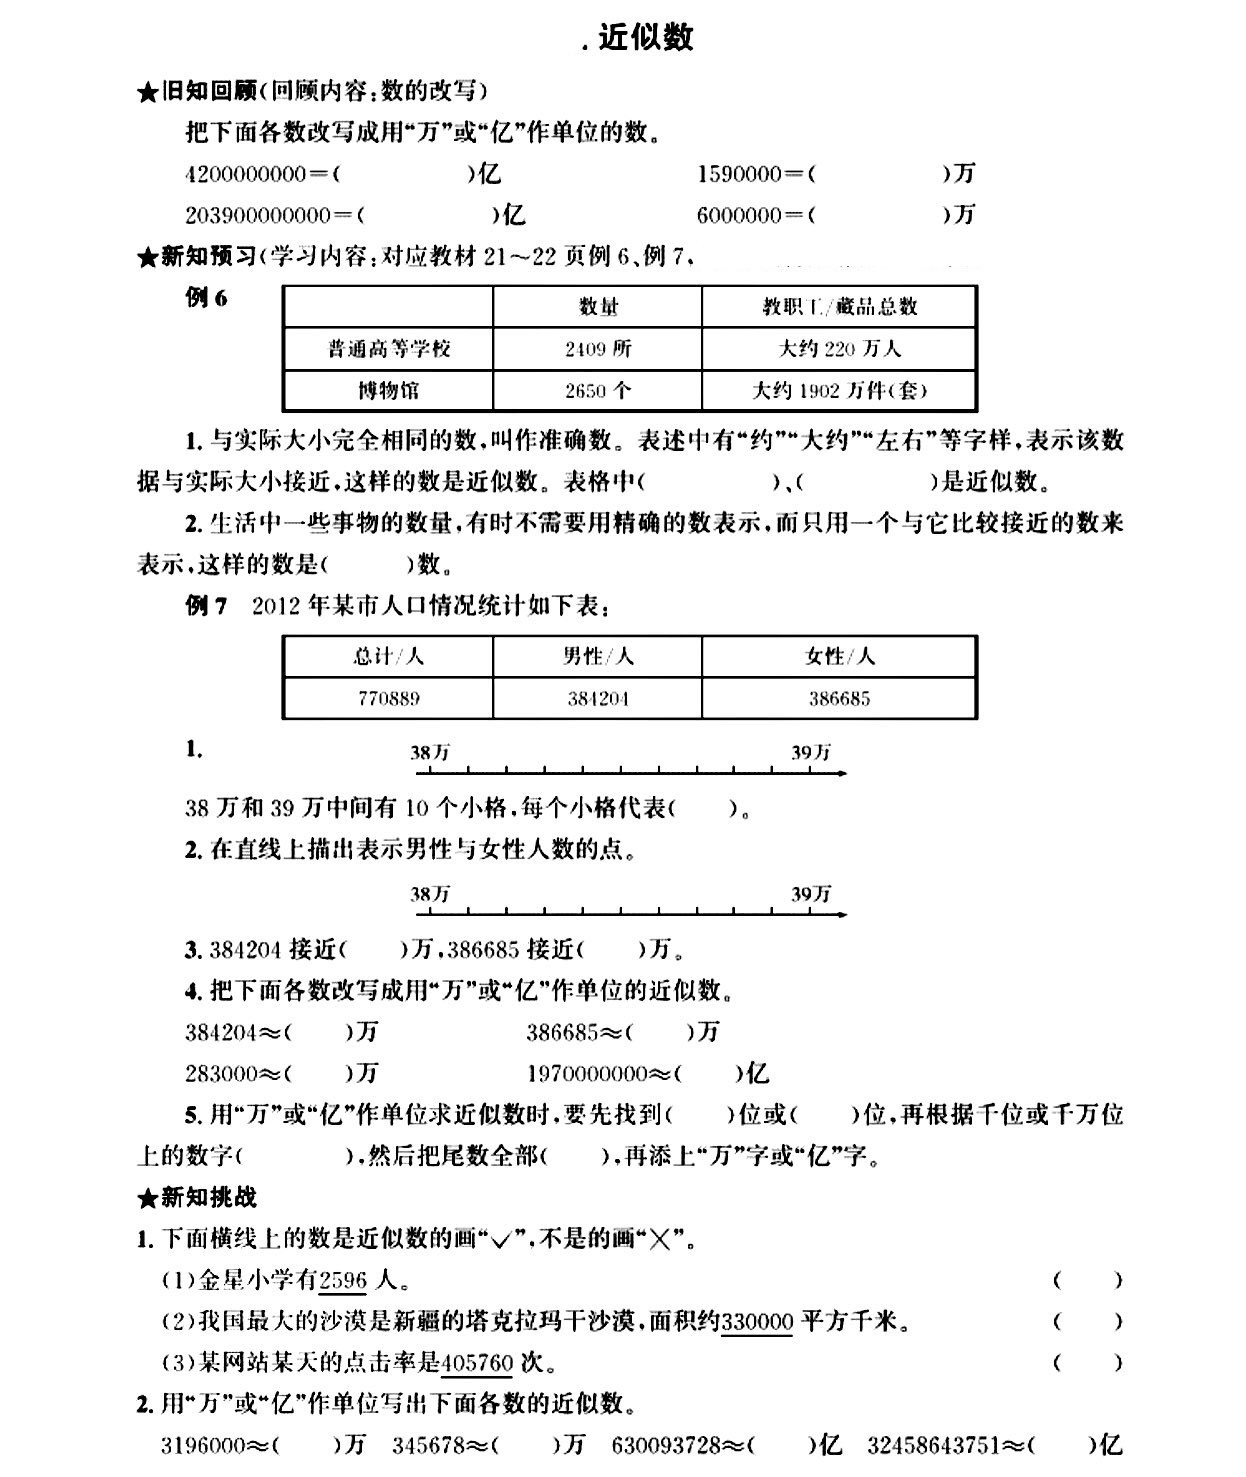 .近似数
★旧知回顾(回顾内容:数的改写)
把下面各数改写成用“万”或“亿”作单位的数。
4200000000=( )亿 1590000=( )万
203900000000=( )亿 6000000=( )万
★新知预习(学习内容:对应教材21～22页例6、例7,
例6
数量 教职工/藏品总数
普通高等学校 2409所 大约220万人
博物馆 2650个 大约1902万件(套)
1.与实际大小完全相同的数,叫作准确数。表述中有“约”“大约”“左右”等字样,表示该数
据与实际大小接近,这样的数是近似数。表格中( )、( )是近似数。
2.生活中一些事物的数量,有时不需要用精确的数表示,而只用一个与它比较接近的数来
表示,这样的数是( )数。
例7 2012年某市人口情况统计如下表:
总计/人 男性/人 女性/人
770889 384204 386685
1.
38万 39万
38万和39万中间有10个小格,每个小格代表( )。
2.在直线上描出表示男性与女性人数的点。
38万 39万
3.384204接近( )万,386685接近( )万。
4.把下面各数改写成用“万”或“亿”作单位的近似数。
384204≈( )万 386685≈( )万
283000≈( )万 1970000000≈( )亿
5.用“万”或“亿”作单位求近似数时,要先找到( )位或( )位,再根据千位或千万位
上的数字( ),然后把尾数全部( ),再添上“万”字或“亿”字。
★新知挑战
1.下面横线上的数是近似数的画“✓”,不是的画“╳”。
(1)金星小学有2596人。 ( )
(2)我国最大的沙漠是新疆的塔克拉玛干沙漠,面积约330000平方千米。 ( )
(3)某网站某天的点击率是405760次。 ( )
2.用“万”或“亿”作单位写出下面各数的近似数。
3196000≈( )万 345678≈( )万 630093728≈( )亿 32458643751≈( )亿